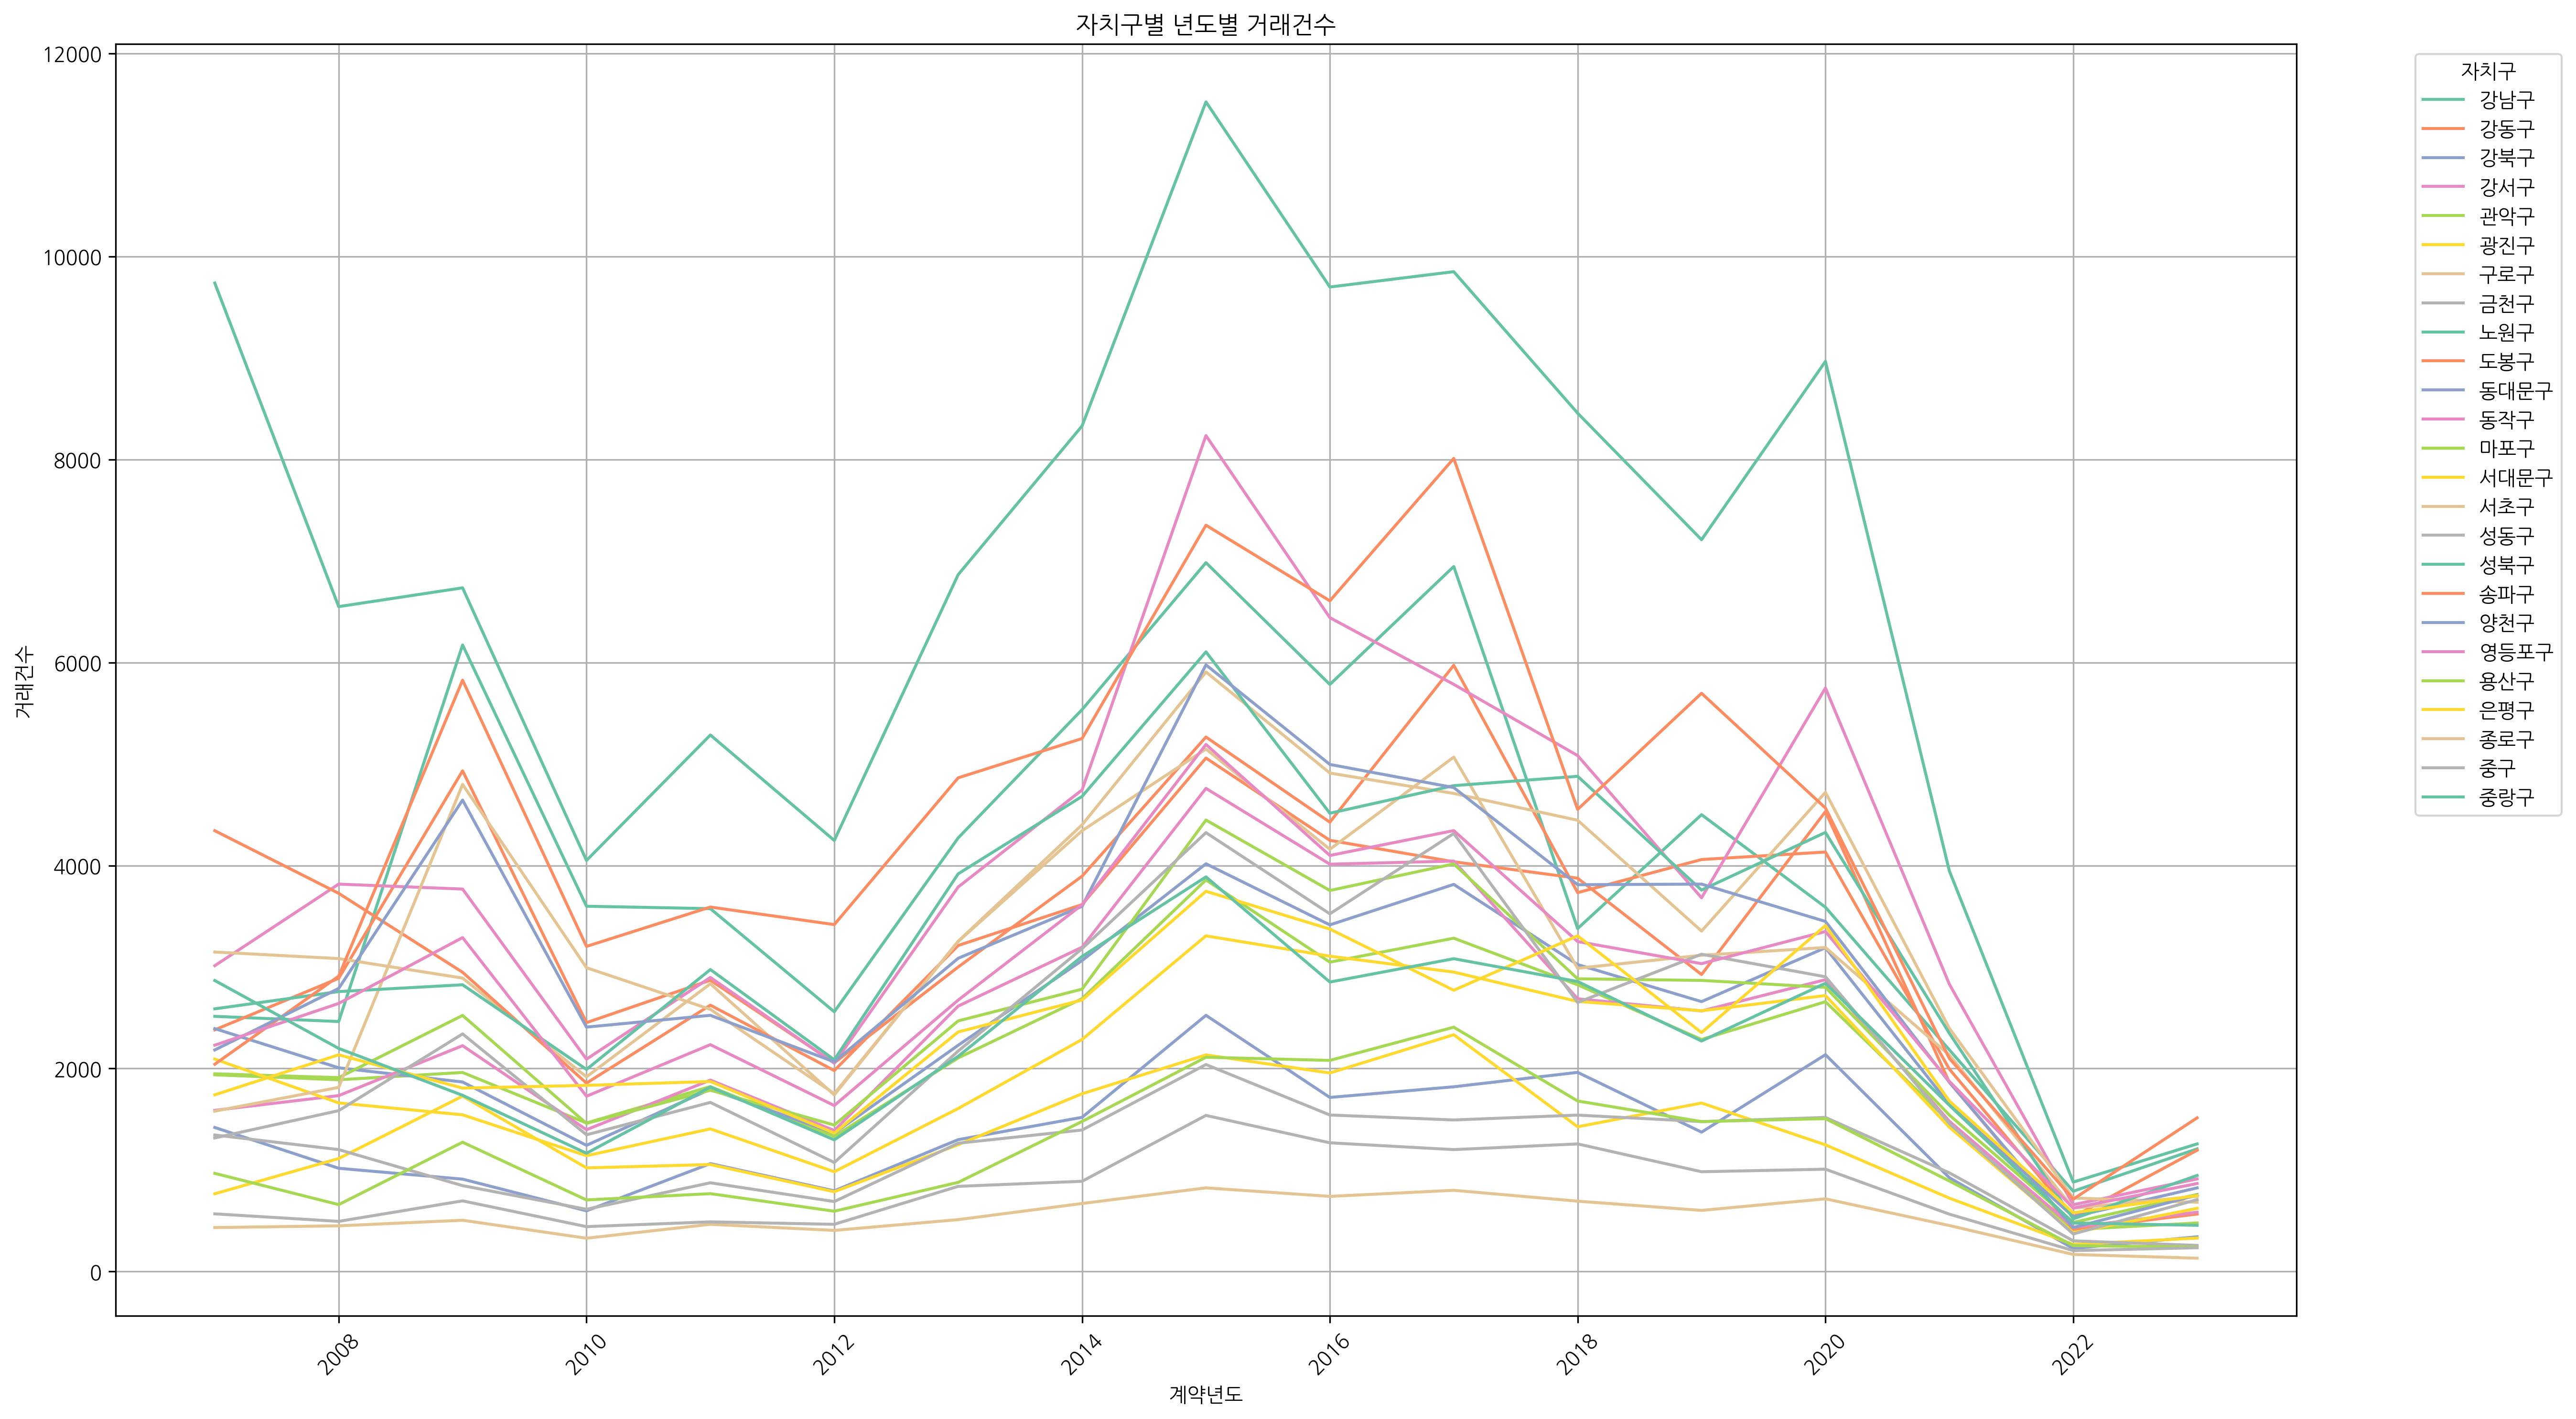 자치구별 년도별 거래건수
12000
10000
8000
6000
4000
2000
0
거래건수
2008
2010
2012
2014
2016
2018
2020
2022
계약년도
자치구
강남구
강동구
강북구
강서구
관악구
광진구
구로구
금천구
노원구
도봉구
동대문구
동작구
마포구
서대문구
서초구
성동구
성북구
송파구
양천구
영등포구
용산구
은평구
종로구
중구
중랑구